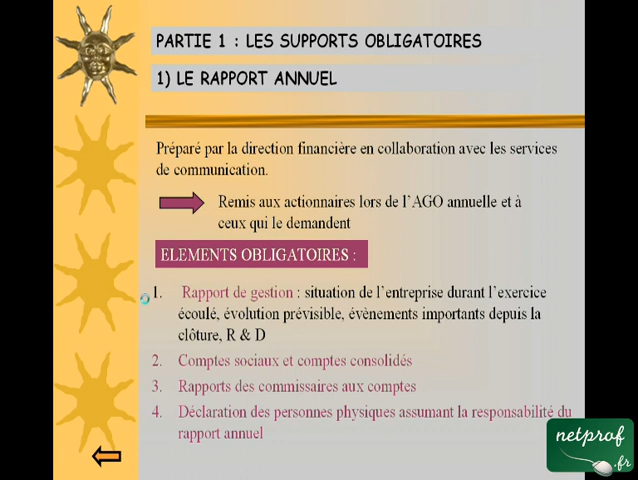 PARTIE 1 : LES SUPPORTS OBLIGATOIRES
1) LE RAPPORT ANNUEL
Préparé par la direction financière en collaboration avec les services
de communication.
Remis aux actionnaires lors de l'AGO annuelle et à
ceux qui le demandent
ELEMENTS OBLIGATOIRES :
1. Rapport de gestion : situation de l'entreprise durant l'exercice
écoulé, évolution prévisible, évènements importants depuis la
clôture, R & D
2. Comptes sociaux et comptes consolidés
3. Rapports des commissaires aux comptes
4. Déclaration des personnes physiques assumant la responsabilité du
rapport annuel
netprof
.fr